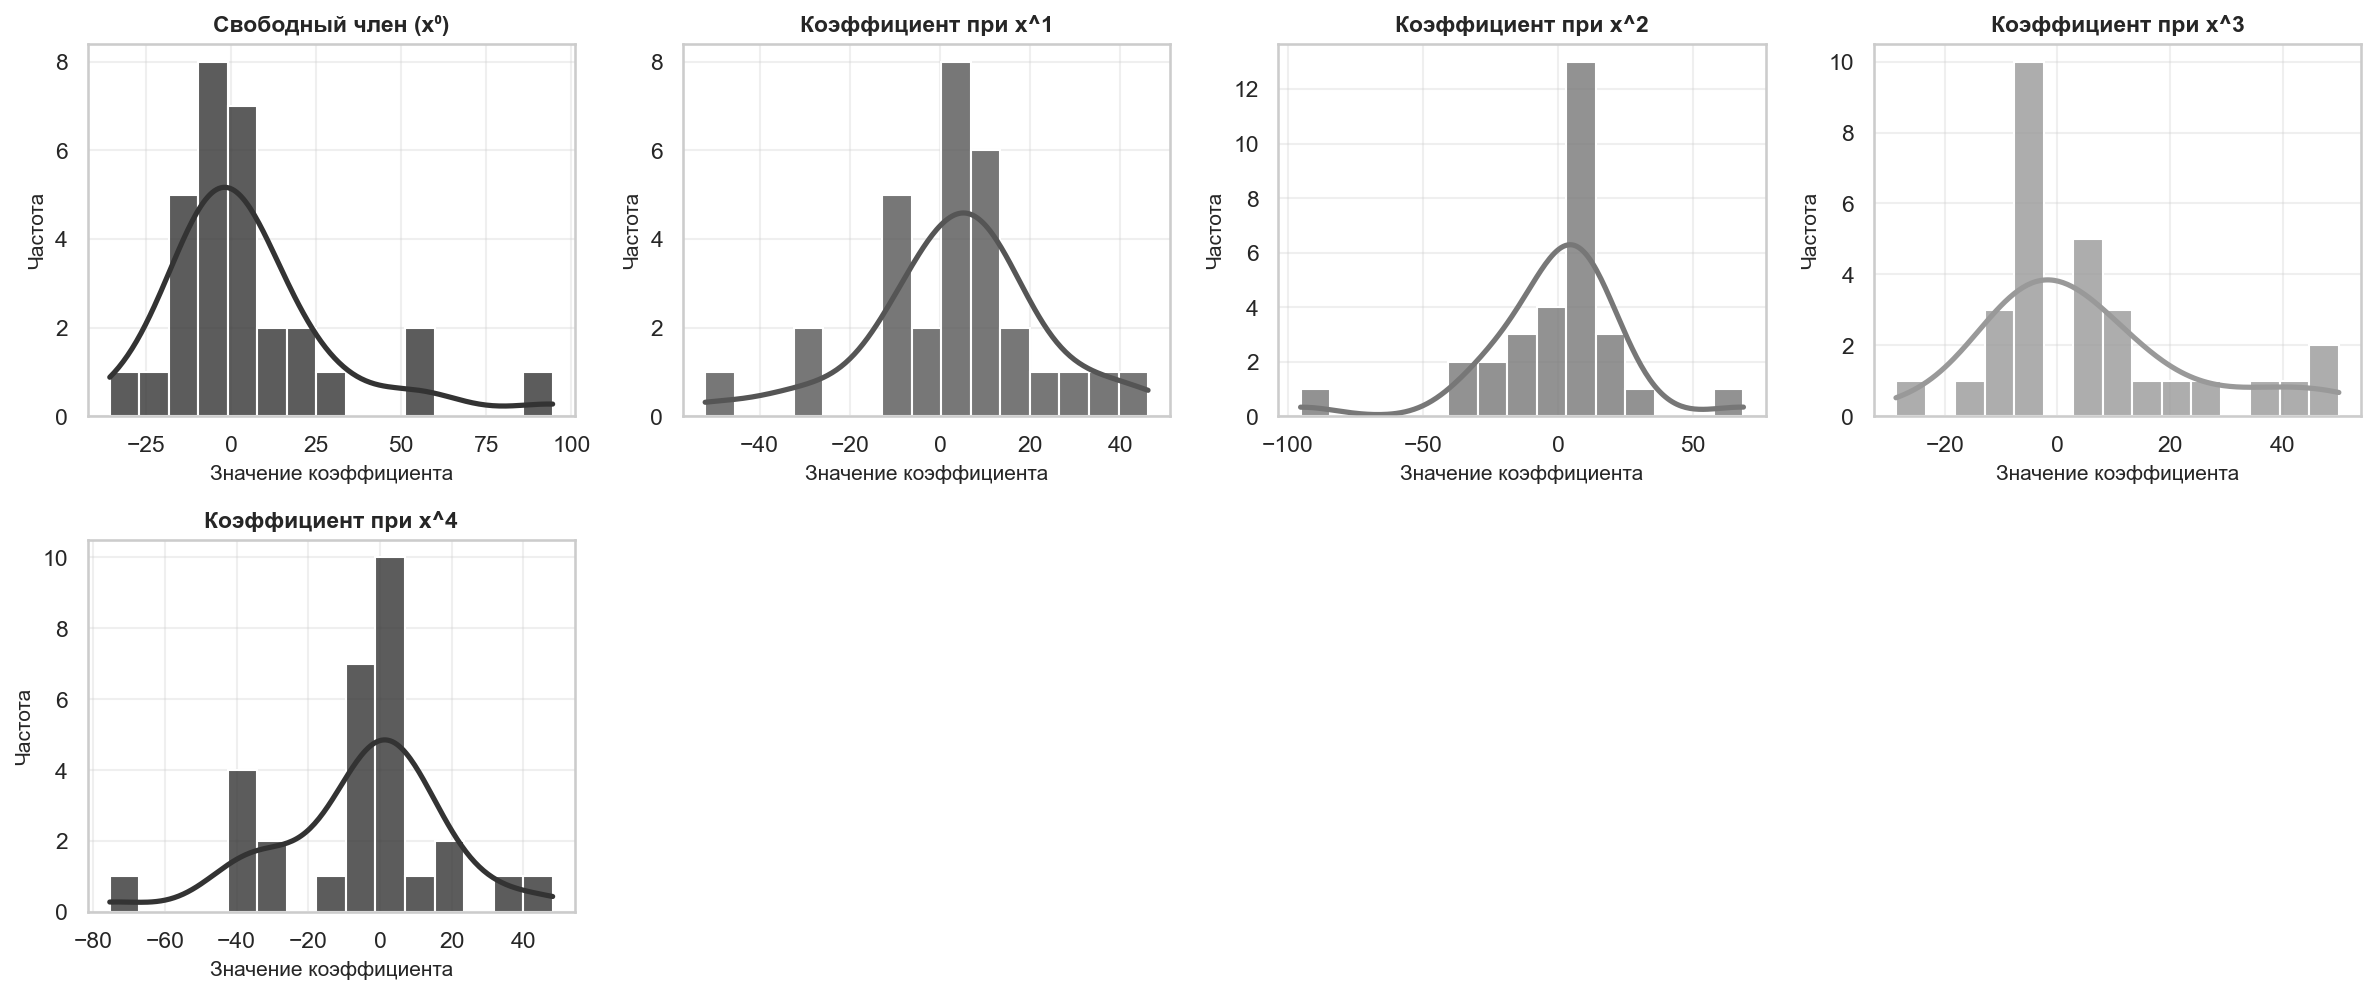 Свободный член (x⁰)
Частота
8
6
4
2
0
−25 0 25 50 75 100
Значение коэффициента
Коэффициент при x^1
Частота
8
6
4
2
0
−40 −20 0 20 40
Значение коэффициента
Коэффициент при x^2
Частота
12
10
8
6
4
2
0
−100 −50 0 50
Значение коэффициента
Коэффициент при x^3
Частота
10
8
6
4
2
0
−20 0 20 40
Значение коэффициента
Коэффициент при x^4
Частота
10
8
6
4
2
0
−80 −60 −40 −20 0 20 40
Значение коэффициента